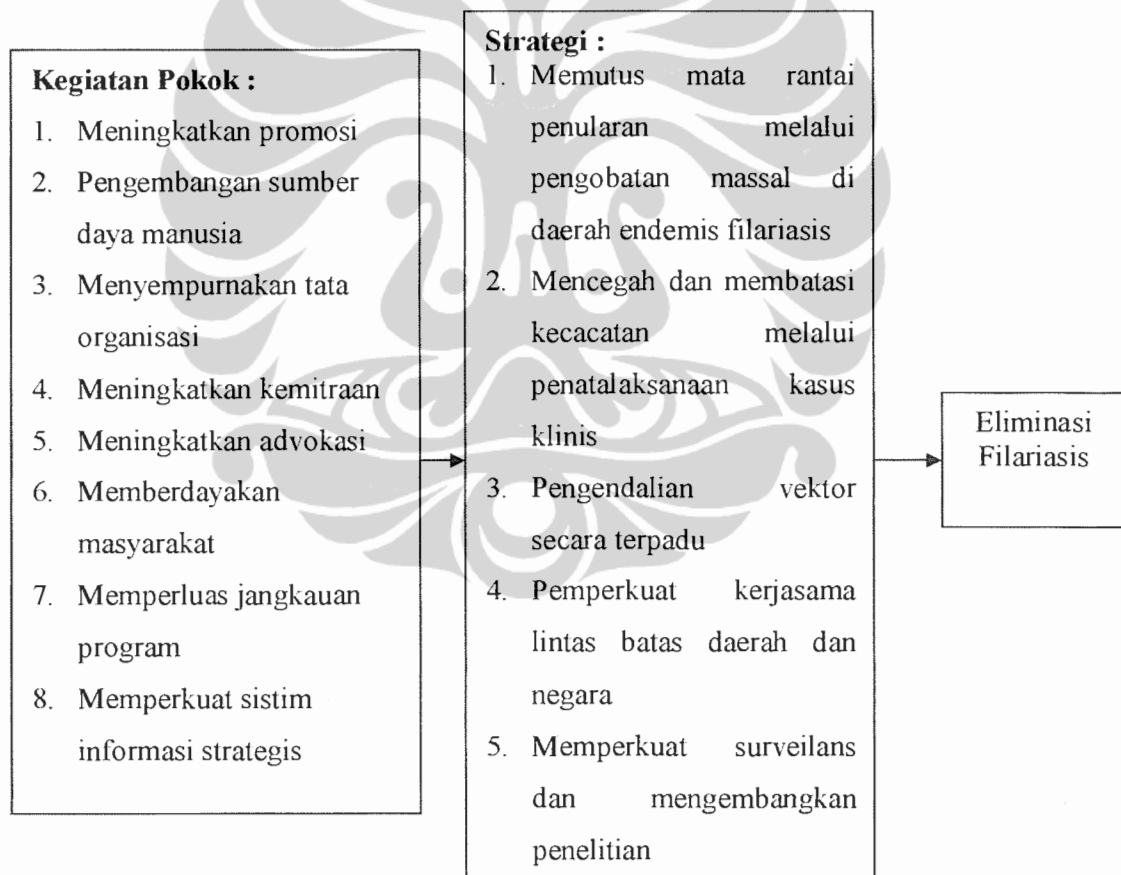 Kegiatan Pokok :
1. Meningkatkan promosi
2. Pengembangan sumber
daya manusia
3. Menyempurnakan tata
organisasi
4. Meningkatkan kemitraan
5. Meningkatkan advokasi
6. Memberdayakan
masyarakat
7. Memperluas jangkauan
program
8. Memperkuat sistim
informasi strategis
Strategi :
1. Memutus mata rantai
penularan melalui
pengobatan massal di
daerah endemis filariasis
2. Mencegah dan membatasi
kecacatan melalui
penatalaksanaan kasus
klinis
3. Pengendalian vektor
secara terpadu
4. Pemperkuat kerjasama
lintas batas daerah dan
negara
5. Memperkuat surveilans
dan mengembangkan
penelitian
Eliminasi
Filariasis